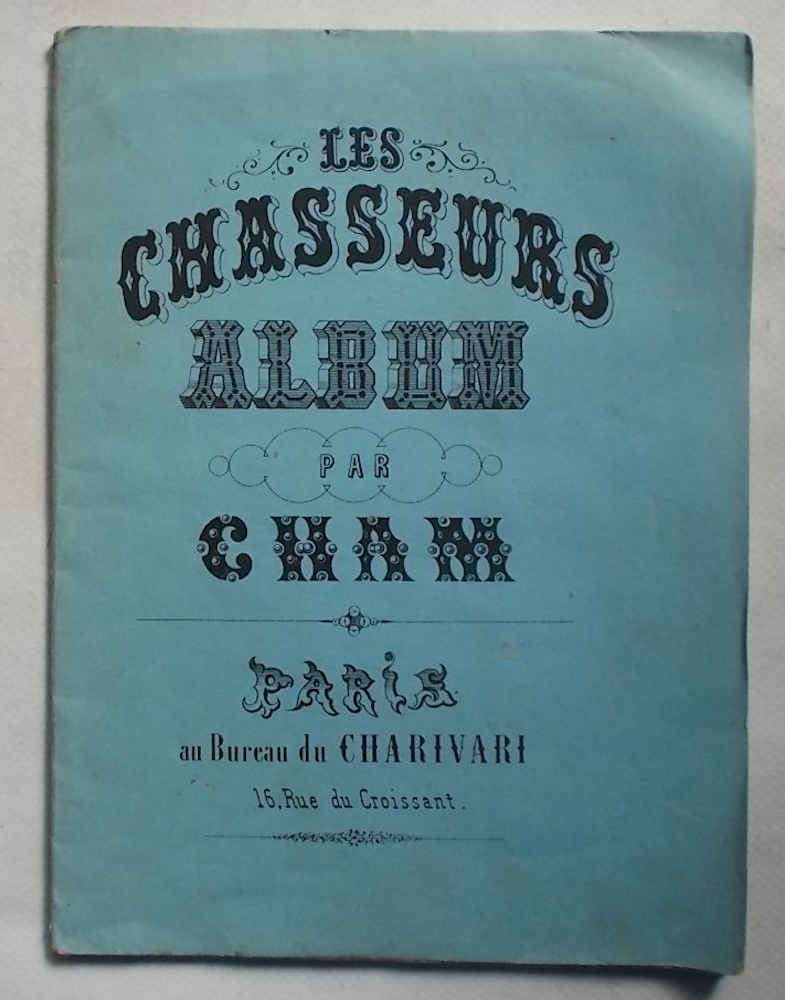 LES
CHASSEURS
ALBUM
PAR
CHAM
PARIS
au Bureau du CHARIVARI
16, Rue du Croissant.